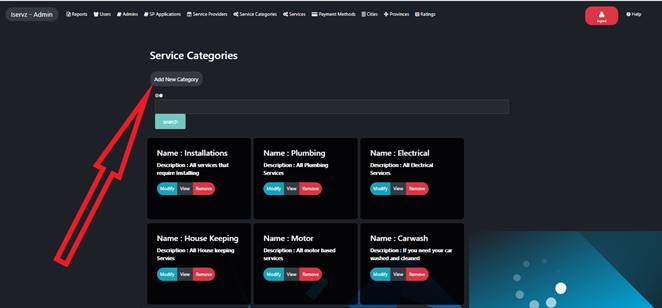 Iservz - Admin Reports Users Admins SP Applications Service Providers Service Categories Services Payment Methods Cities Provinces Ratings Help
Service Categories
Add New Category
search
Name : Installations
Description : All services that
require Installing
Modify View Remove
Name : Plumbing
Description : All Plumbing
Services
Modify View Remove
Name : Electrical
Description : All Electrical
Services
Modify View Remove
Name : House Keeping
Description : All House keeping
Servies
Modify View Remove
Name : Motor
Description : All motor based
services
Modify View Remove
Name : Carwash
Description : If you need your car
washed and cleaned
Modify View Remove